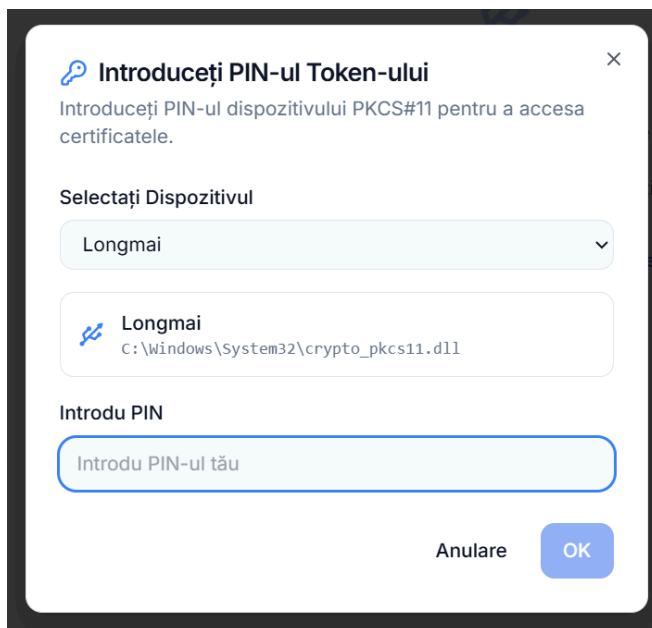 Introduceți PIN-ul Token-ului
Introduceți PIN-ul dispozitivului PKCS#11 pentru a accesa
certificatele.
Selectați Dispozitivul
Longmai
Longmai
C:\Windows\System32\crypto_pkcs11.dll
Introdu PIN
Introdu PIN-ul tău
Anulare
OK